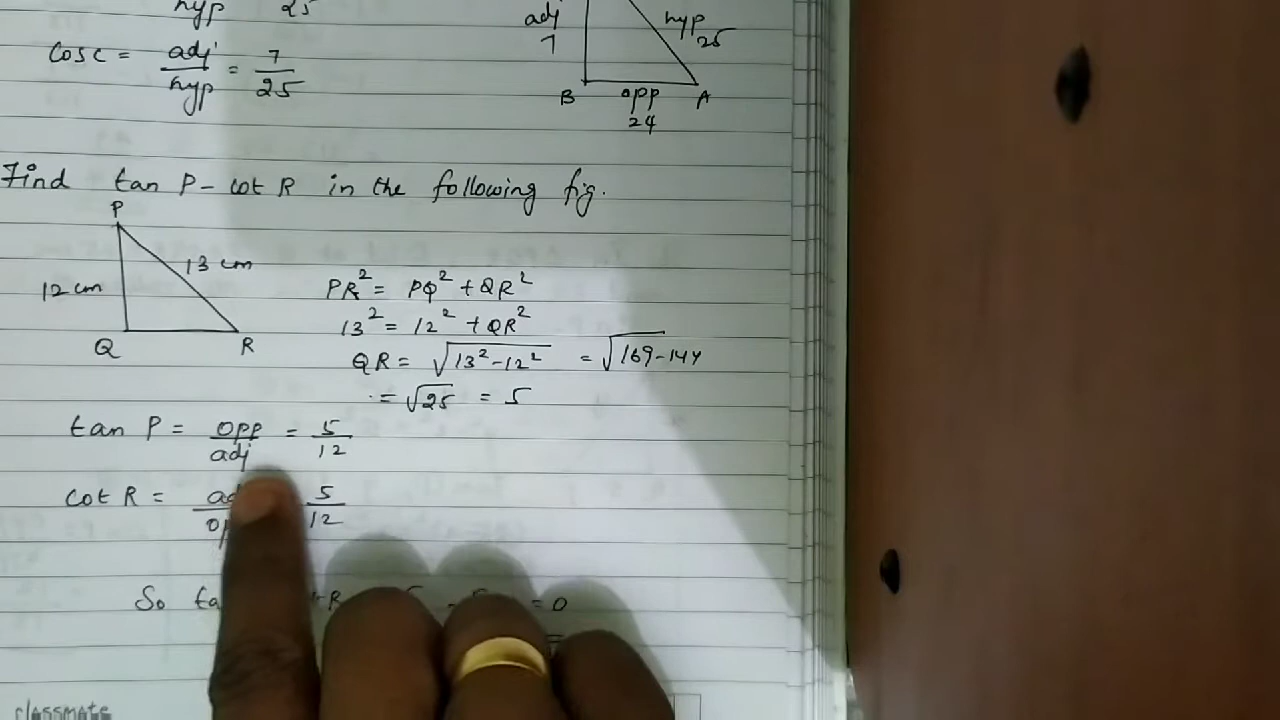 hyp 25
Cos C = adj/hyp = 7/25
adj
7
hyp
25
B opp A
24
Find tan P - cot R in the following fig.
P
13 cm
12 cm
Q R
PR² = PQ² + QR²
13² = 12² + QR²
QR = √13²-12² = √169-144
= √25 = 5
tan P = opp/adj = 5/12
cot R = 5/12
So = 0
classmate